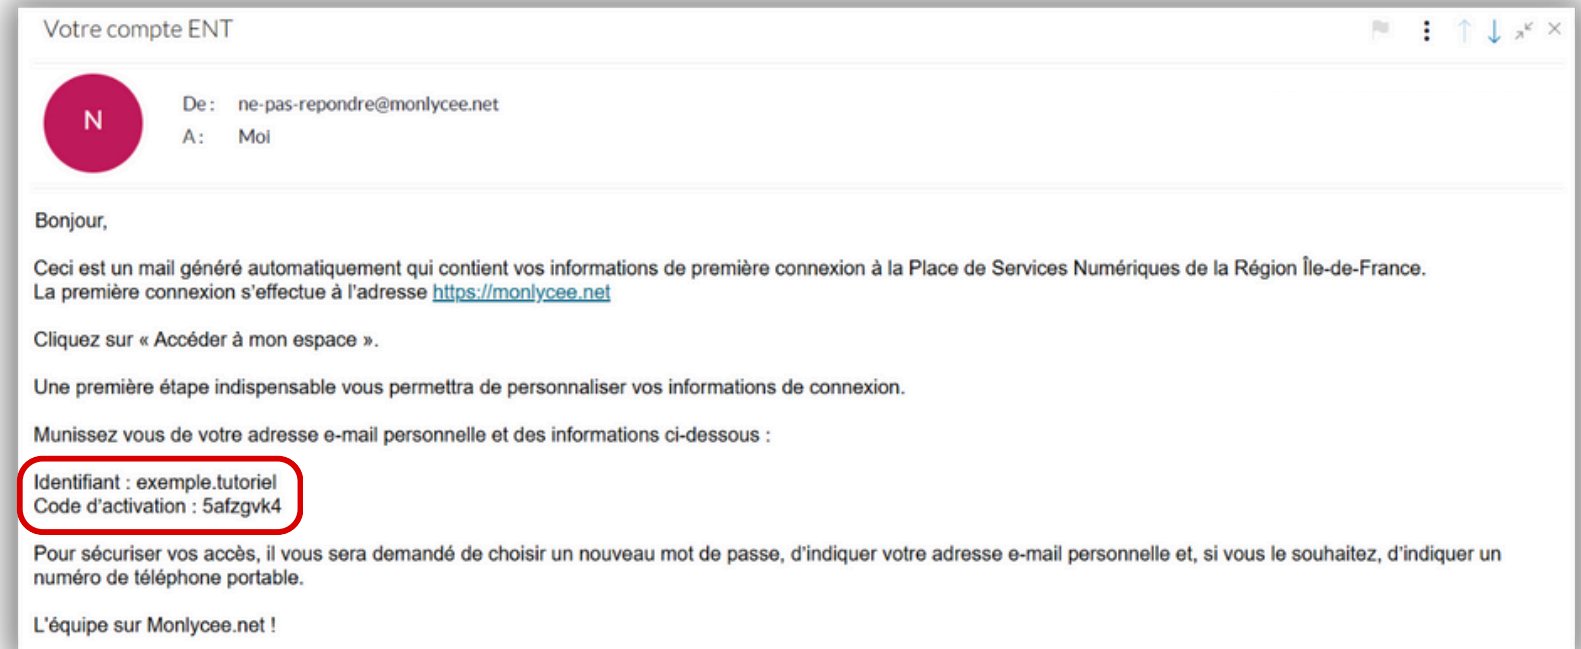 Votre compte ENT
N
De : ne-pas-repondre@monlycee.net
A : Moi
Bonjour,
Ceci est un mail généré automatiquement qui contient vos informations de première connexion à la Place de Services Numériques de la Région Île-de-France.
La première connexion s'effectue à l'adresse https://monlycee.net
Cliquez sur « Accéder à mon espace ».
Une première étape indispensable vous permettra de personnaliser vos informations de connexion.
Munissez vous de votre adresse e-mail personnelle et des informations ci-dessous :
Identifiant : exemple.tutoriel
Code d'activation : 5afzgvk4
Pour sécuriser vos accès, il vous sera demandé de choisir un nouveau mot de passe, d'indiquer votre adresse e-mail personnelle et, si vous le souhaitez, d'indiquer un
numéro de téléphone portable.
L'équipe sur Monlycee.net !